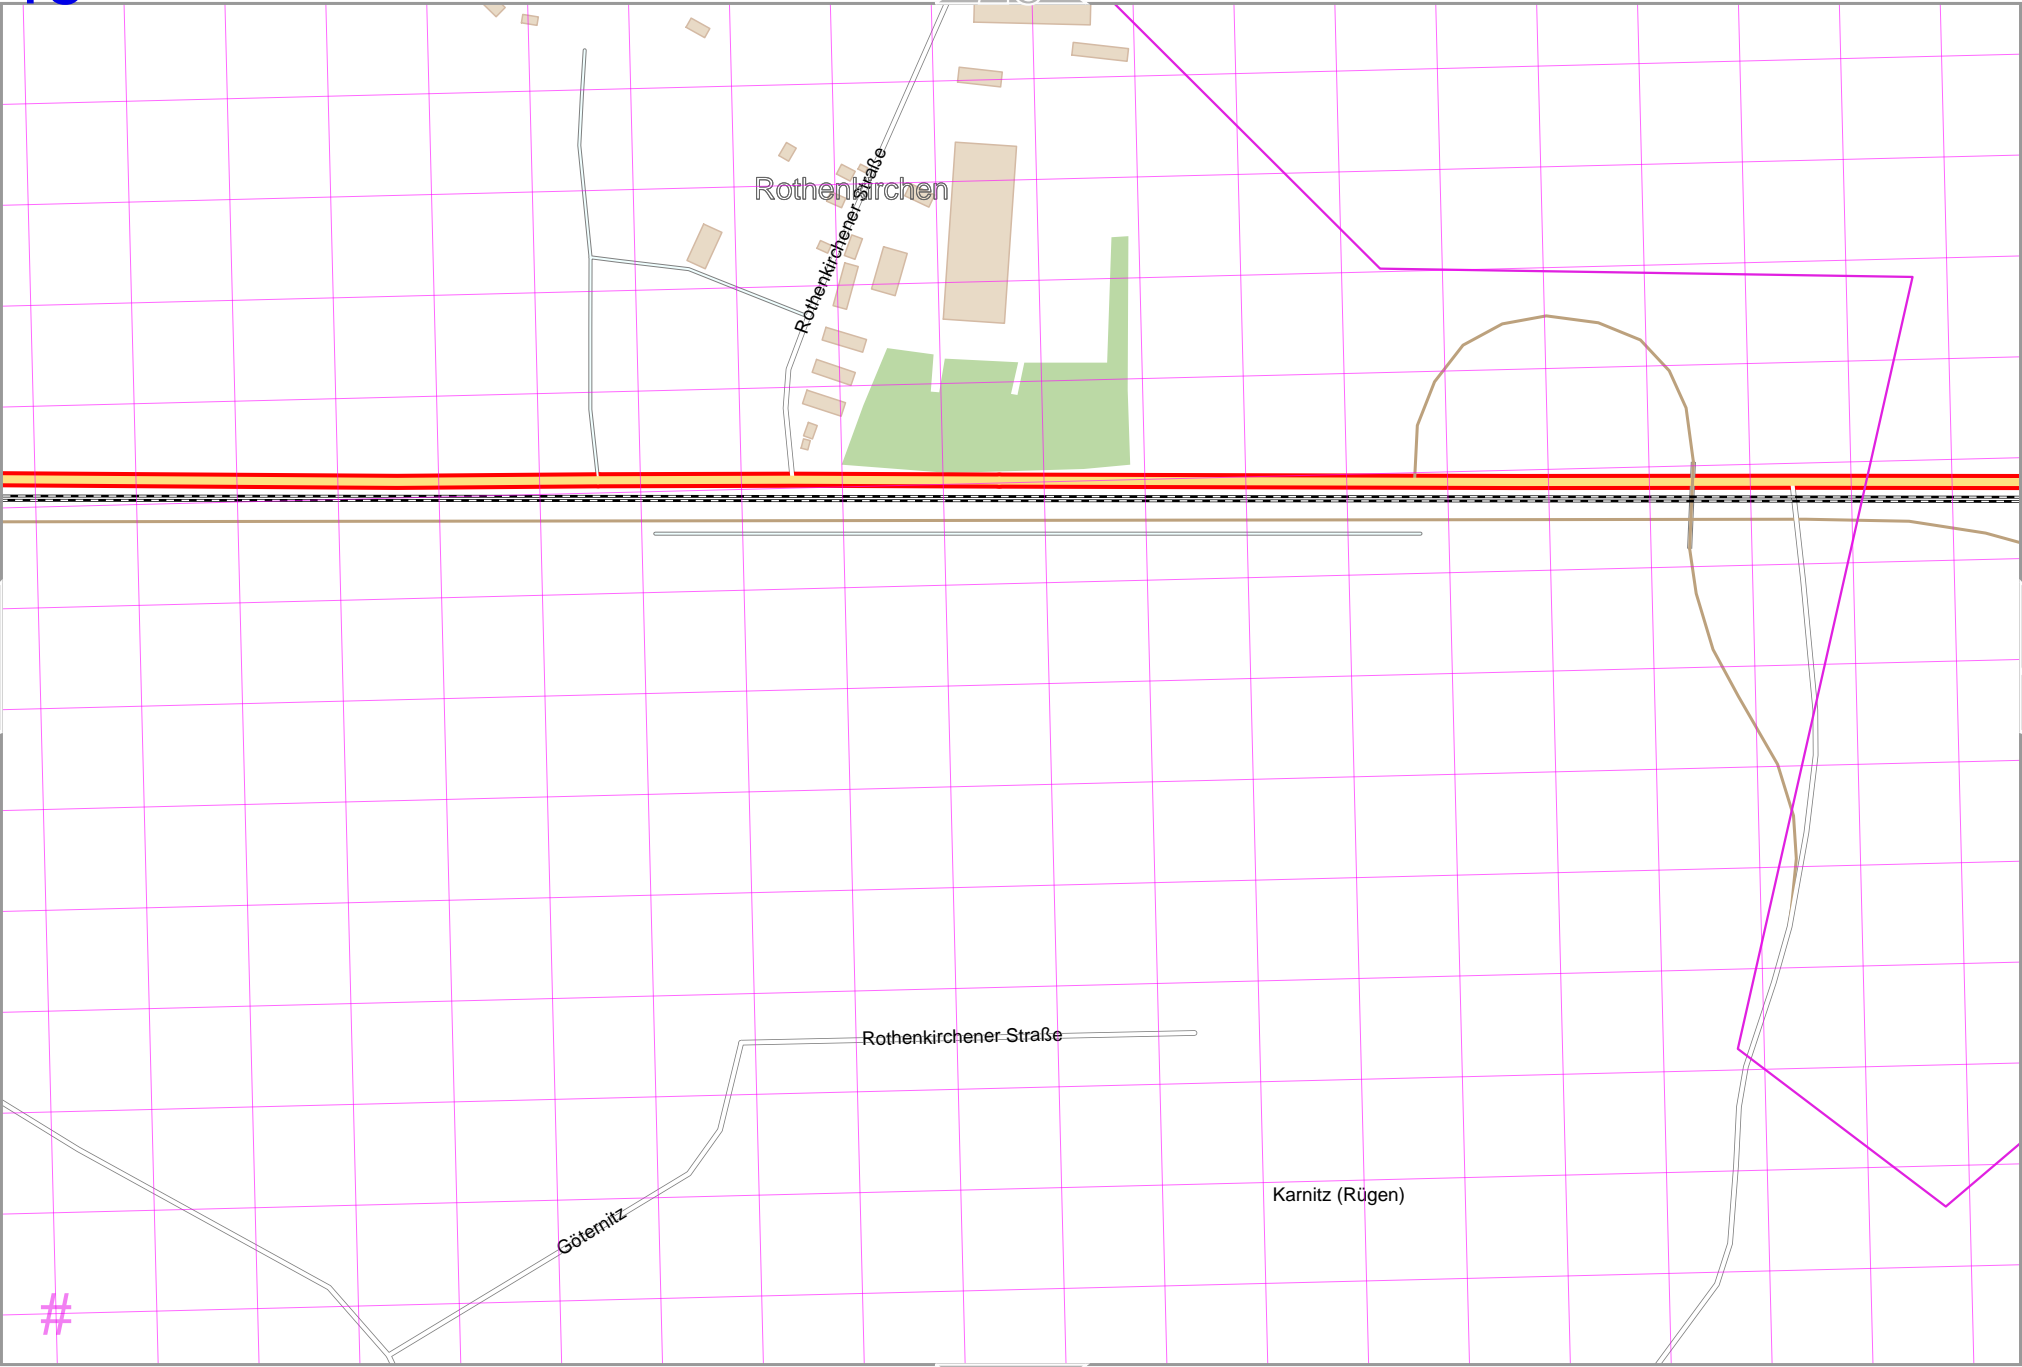 Rothenkirchen
Rothenkirchener Straße
Rothenkirchener Straße
Karnitz (Rügen)
Göternitz
#